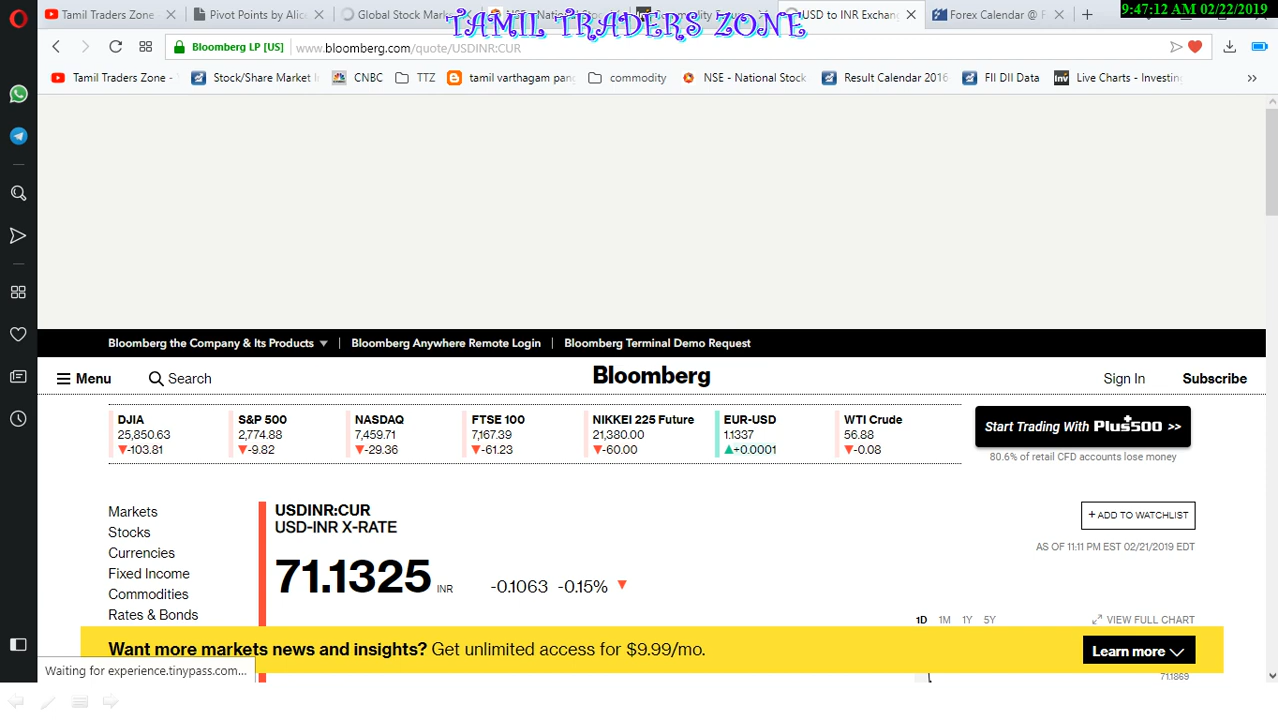 Tamil Traders Zone -
Pivot Points by Alic
Global Stock Mar
TAMIL TRADERS ZONE
USD to INR Exchan
Forex Calendar @ F
9:47:12 AM 02/22/2019
Bloomberg LP [US]
www.bloomberg.com/quote/USDINR:CUR
Tamil Traders Zone -
Stock/Share Market I
CNBC
TTZ
tamil varthagam pang
commodity
NSE - National Stock
Result Calendar 2016
FII DII Data
Inv
Live Charts - Investing
Bloomberg the Company & Its Products
Bloomberg Anywhere Remote Login
Bloomberg Terminal Demo Request
Menu
Search
Bloomberg
Sign In
Subscribe
DJIA
25,850.63
▼-103.81
S&P 500
2,774.88
▼-9.82
NASDAQ
7,459.71
▼-29.36
FTSE 100
7,167.39
▼-61.23
NIKKEI 225 Future
21,380.00
▼-60.00
EUR-USD
1.1337
▲+0.0001
WTI Crude
56.88
▼-0.08
Start Trading With Plus500 >>
80.6% of retail CFD accounts lose money
Markets
Stocks
Currencies
Fixed Income
Commodities
Rates & Bonds
USDINR:CUR
USD-INR X-RATE
71.1325 INR -0.1063 -0.15% ▼
+ ADD TO WATCHLIST
AS OF 11:11 PM EST 02/21/2019 EDT
1D 1M 1Y 5Y
VIEW FULL CHART
Want more markets news and insights? Get unlimited access for $9.99/mo.
Learn more
Waiting for experience.tinypass.com...
71.1869